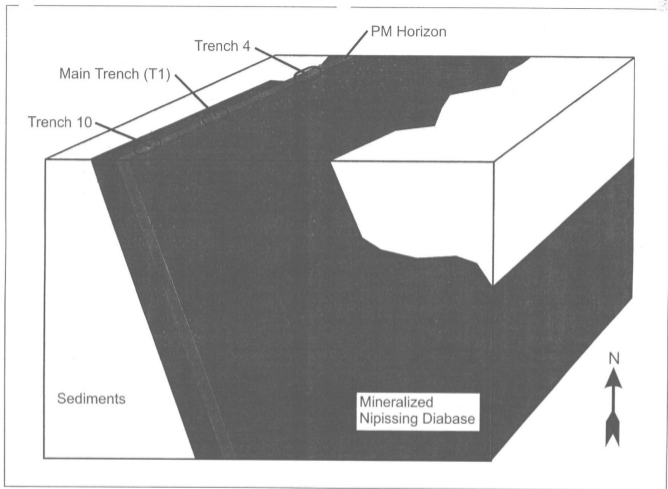 PM Horizon
Trench 4
Main Trench (T1)
Trench 10
N
Sediments
Mineralized
Nipissing Diabase